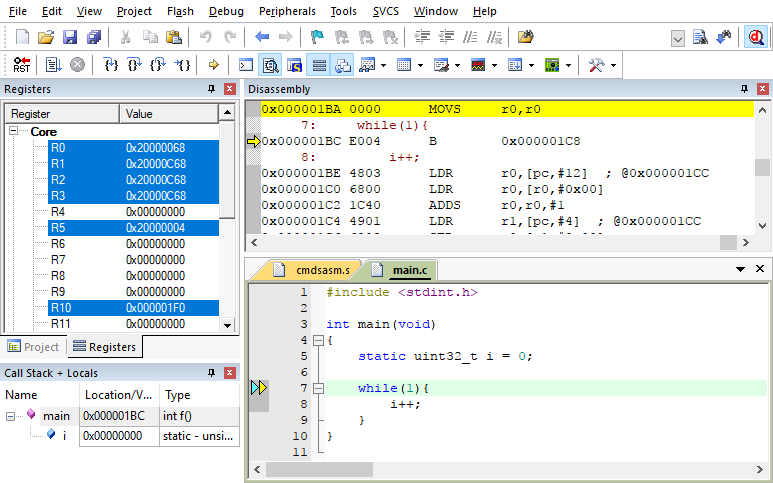 File Edit View Project Flash Debug Peripherals Tools SVCS Window Help
RST
Registers
Register Value
Core
R0 0x20000068
R1 0x20000C68
R2 0x20000C68
R3 0x20000C68
R4 0x00000000
R5 0x20000004
R6 0x00000000
R7 0x00000000
R8 0x00000000
R9 0x00000000
R10 0x000001F0
R11 0x00000000
Project Registers
Call Stack + Locals
Name Location/V... Type
main 0x000001BC int f()
i 0x00000000 static - unsi...
Disassembly
0x000001BA 0000 MOVS r0,r0
7: while(1){
0x000001BC E004 B 0x000001C8
8: i++;
0x000001BE 4803 LDR r0,[pc,#12] ; @0x000001CC
0x000001C0 6800 LDR r0,[r0,#0x00]
0x000001C2 1C40 ADDS r0,r0,#1
0x000001C4 4901 LDR r1,[pc,#4] ; @0x000001CC
cmdsasm.s main.c
1 #include <stdint.h>
2
3 int main(void)
4 {
5 static uint32_t i = 0;
6
7 while(1){
8 i++;
9 }
10 }
11